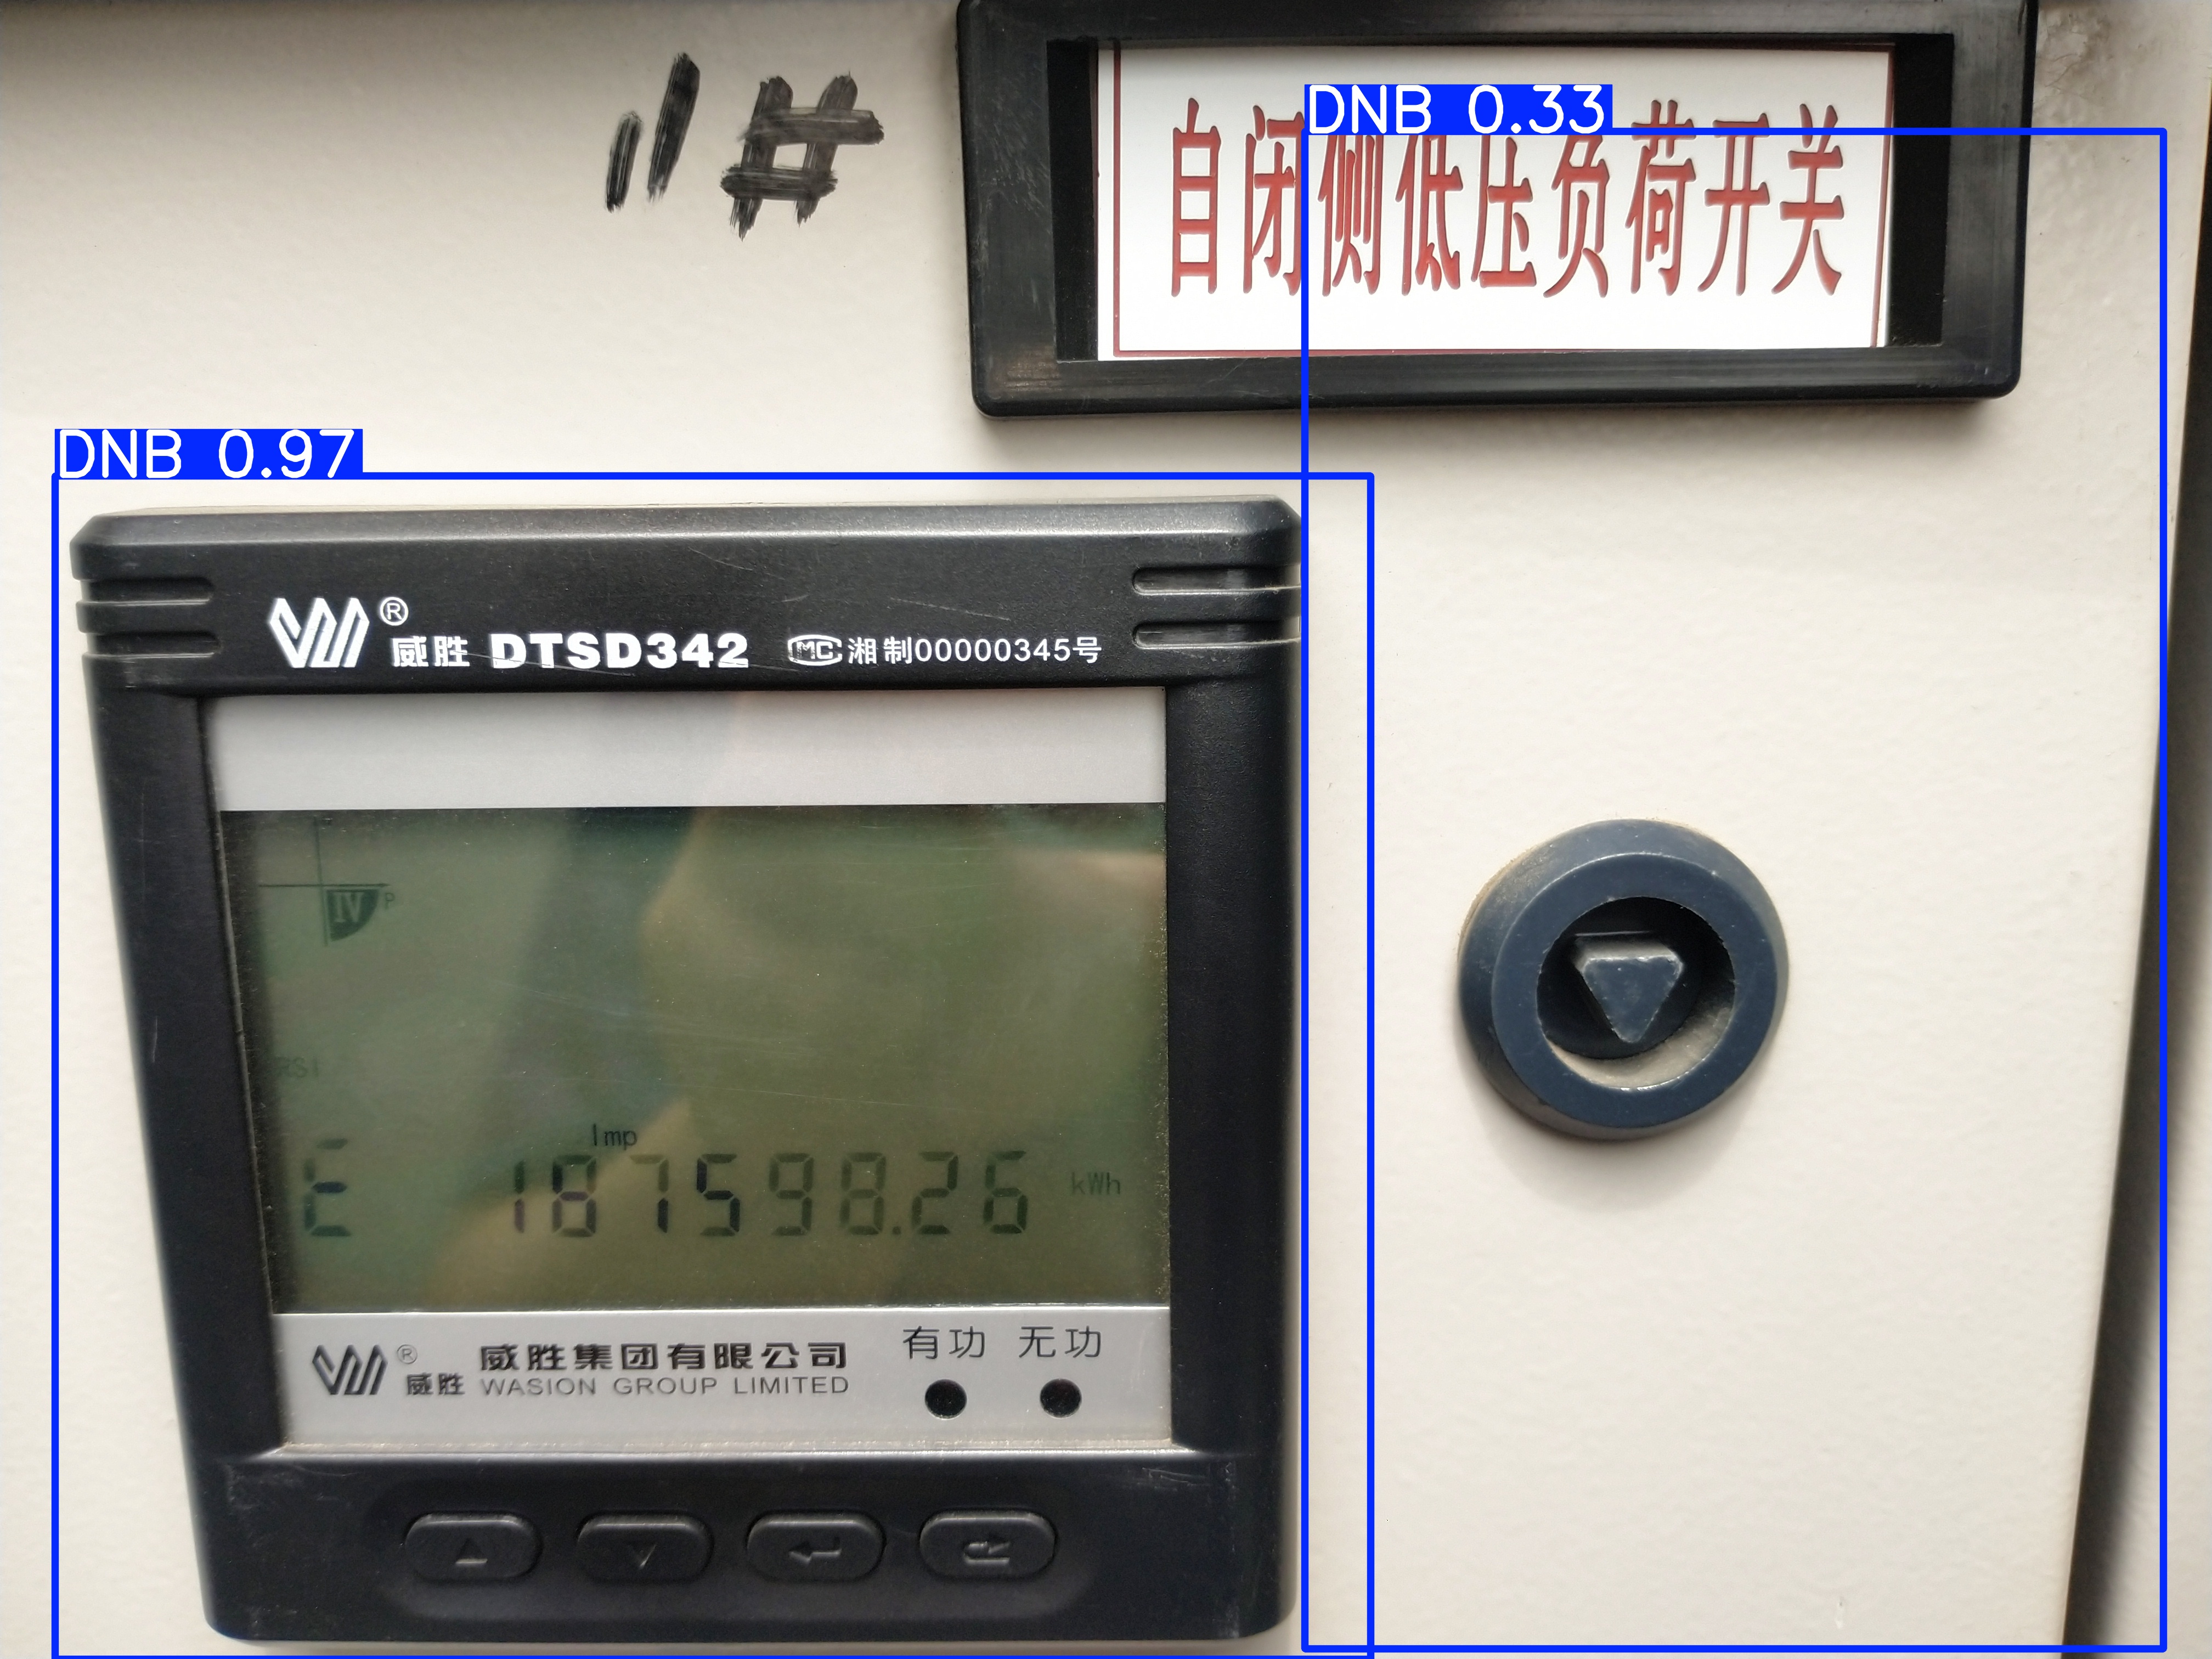 11#
自闭侧低压负荷开关
DNB 0.33
DNB 0.97
® 威胜 DTSD342 MC 湘制00000345号
IV P
Imp
E 187598.26 kWh
® 威胜 威胜集团有限公司 有功 无功
WASION GROUP LIMITED